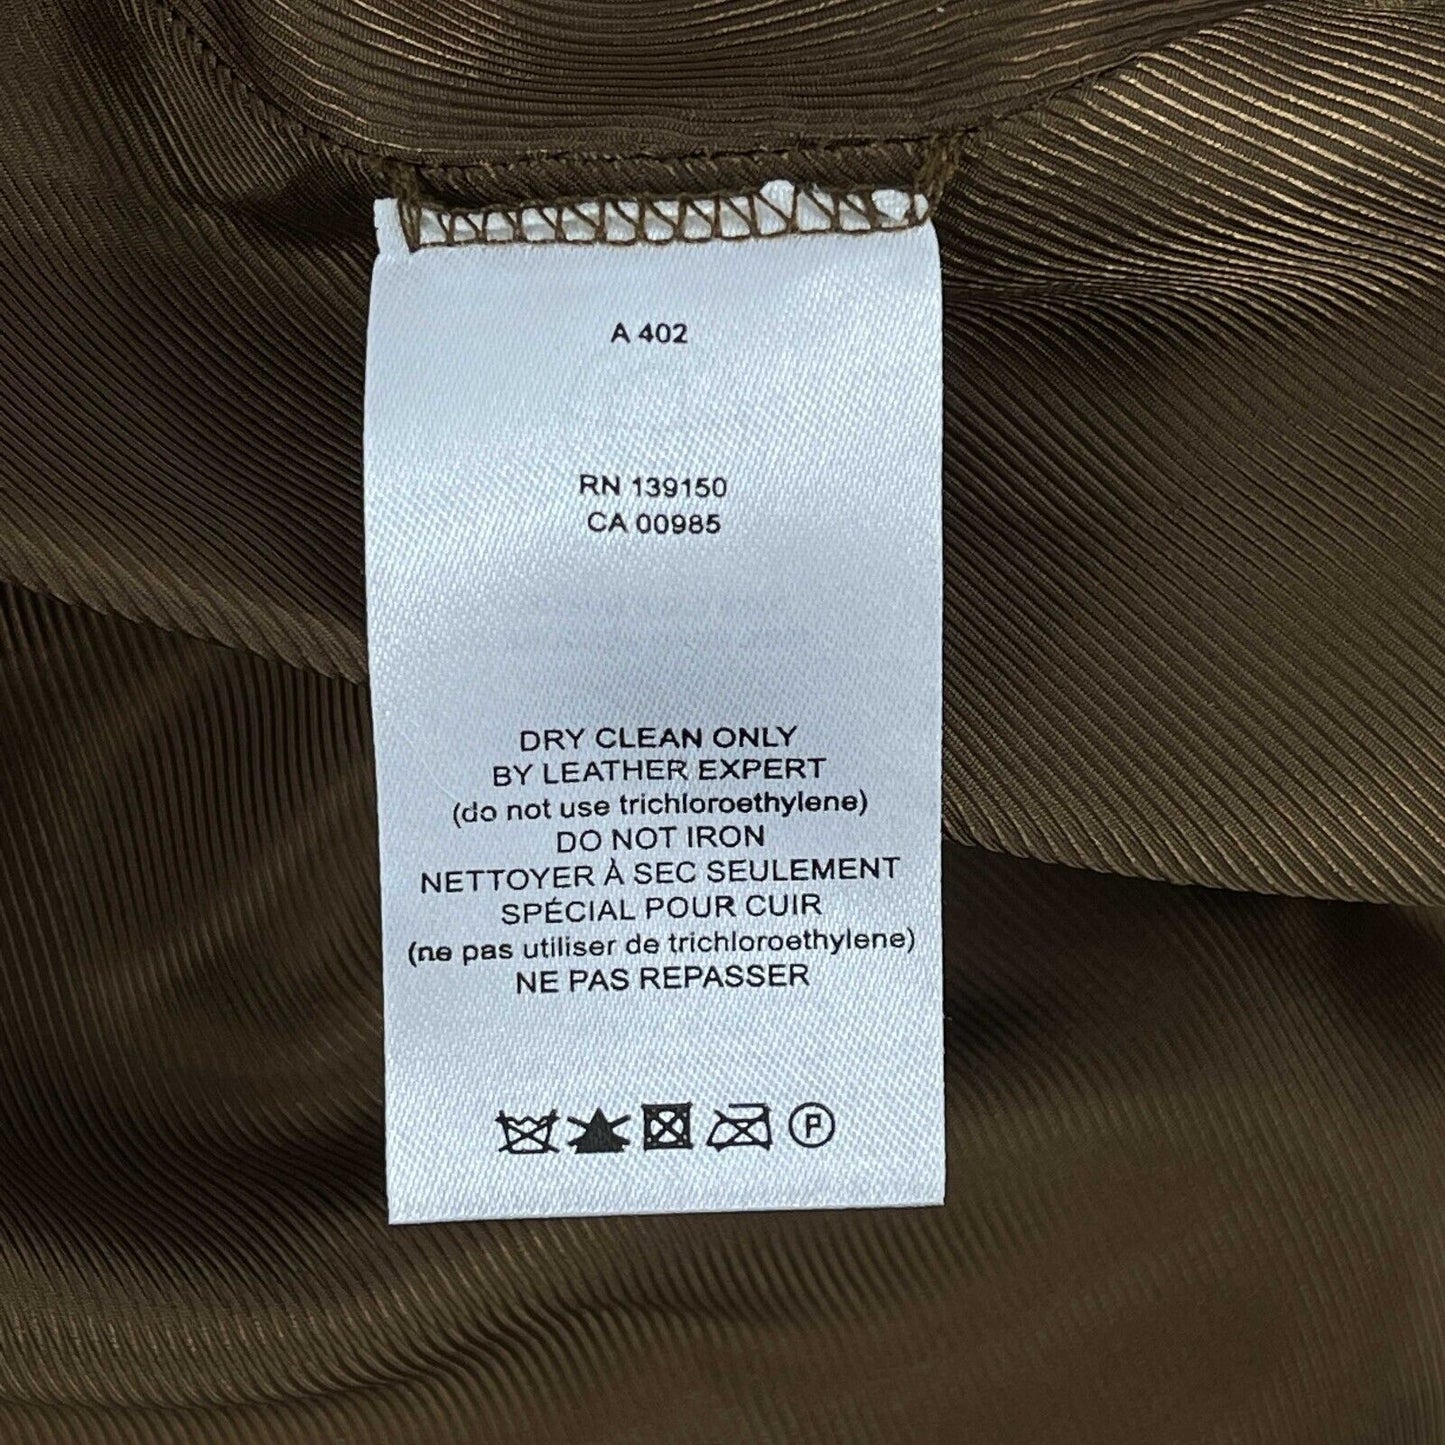 A 402
RN 139150
CA 00985
DRY CLEAN ONLY
BY LEATHER EXPERT
(do not use trichloroethylene)
DO NOT IRON
NETTOYER À SEC SEULEMENT
SPÉCIAL POUR CUIR
(ne pas utiliser de trichloroethylene)
NE PAS REPASSER
P